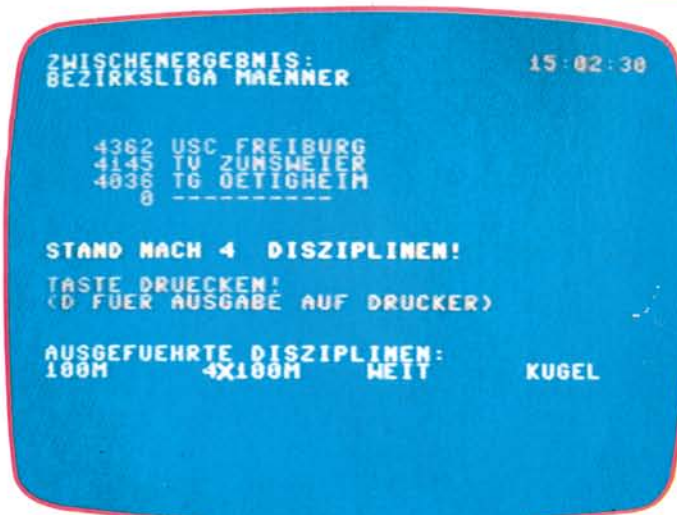 ZWISCHENERGEBNIS: 15:02:30
BEZIRKSLIGA MAENNER
4362 USC FREIBURG
4145 TV ZUNSWEIER
4036 TG OETIGHEIM
0 ----------
STAND NACH 4 DISZIPLINEN!
TASTE DRUECKEN!
(D FUER AUSGABE AUF DRUCKER)
AUSGEFUEHRTE DISZIPLINEN:
100M 4X100M WEIT KUGEL